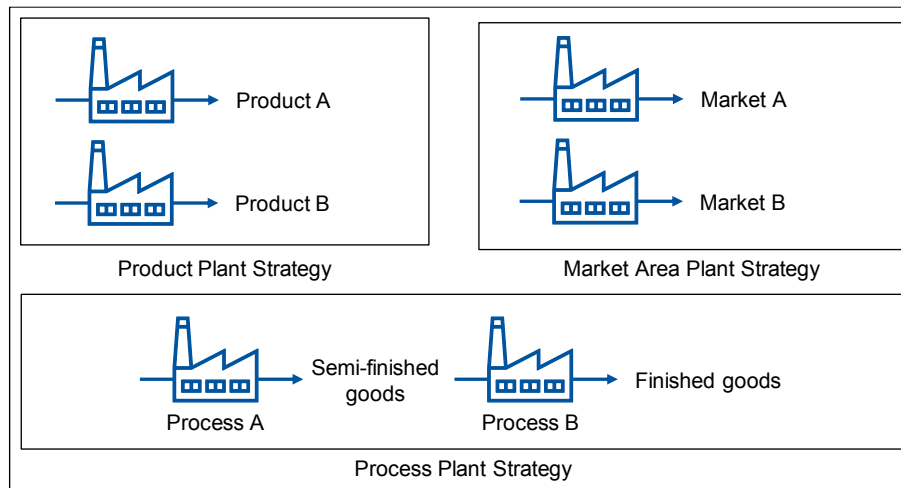 Product A
Product B
Product Plant Strategy
Market A
Market B
Market Area Plant Strategy
Semi-finished
goods
Process A
Finished goods
Process B
Process Plant Strategy